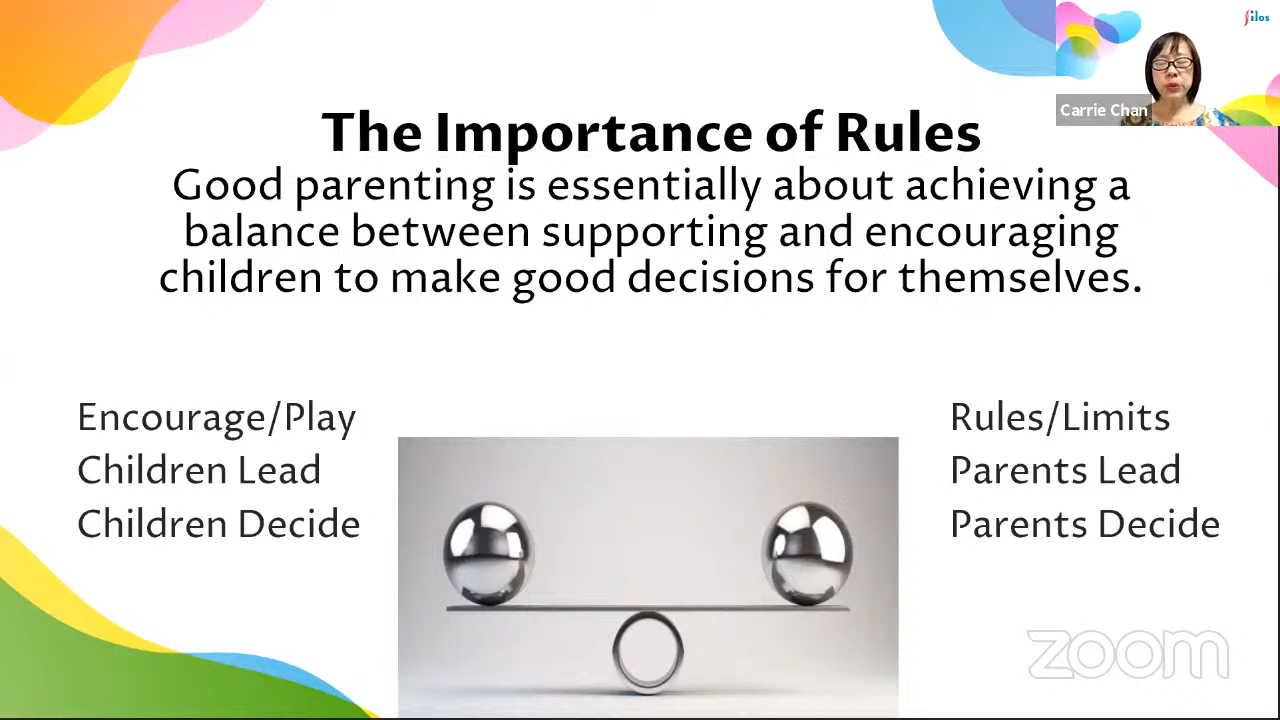 filos
Carrie Chan
The Importance of Rules
Good parenting is essentially about achieving a
balance between supporting and encouraging
children to make good decisions for themselves.
Encourage/Play
Children Lead
Children Decide
Rules/Limits
Parents Lead
Parents Decide
zoom